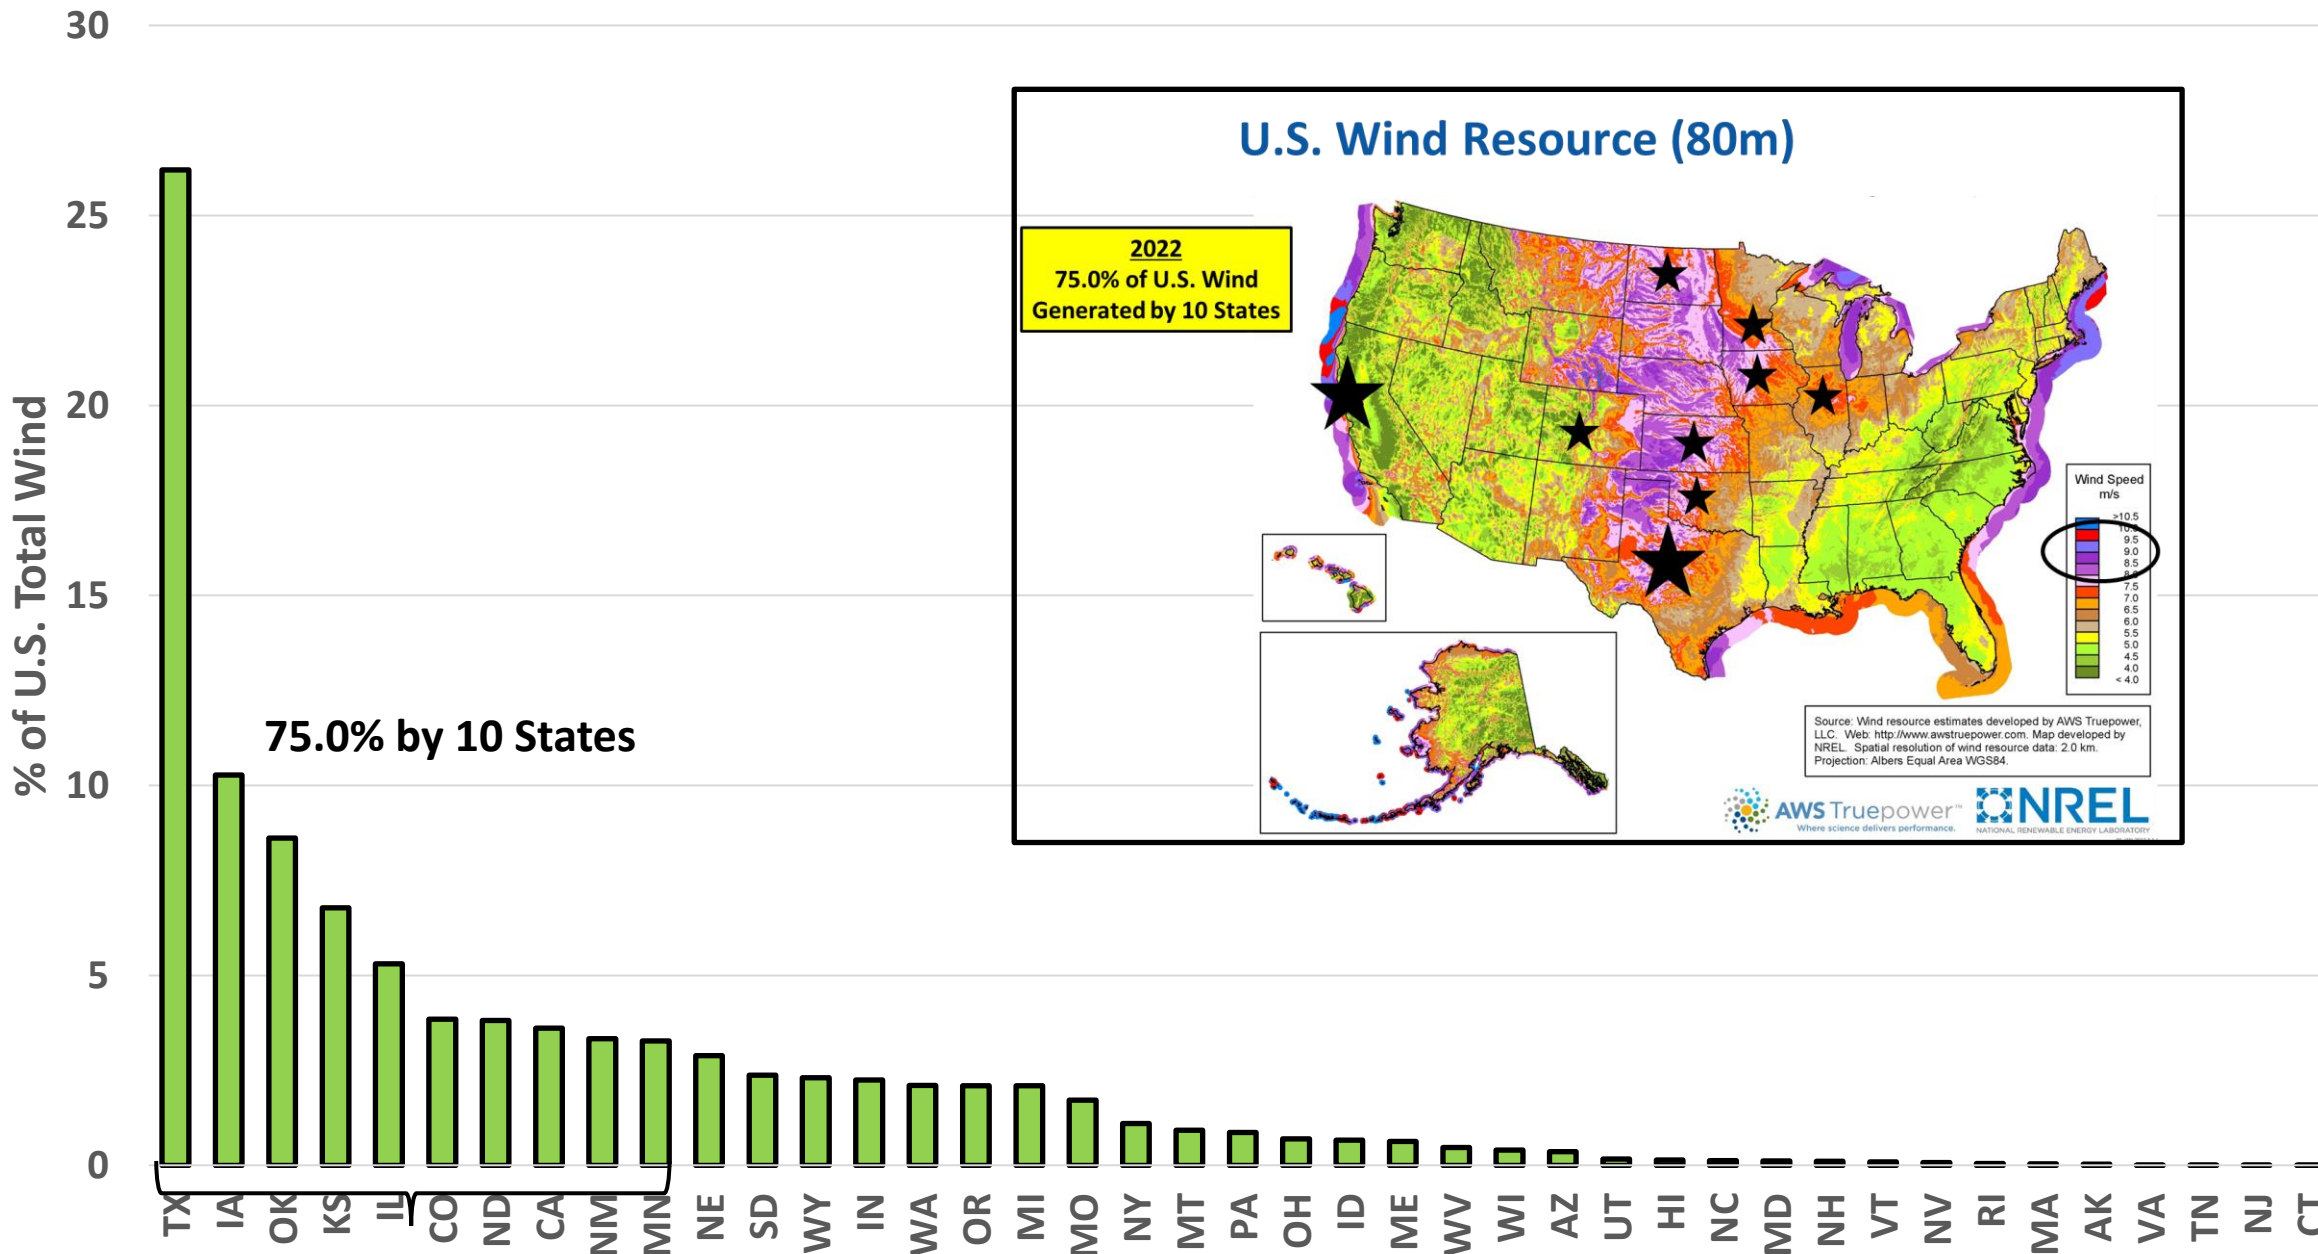 30
25
20
15
10
5
0
% of U.S. Total Wind
75.0% by 10 States
U.S. Wind Resource (80m)
2022
75.0% of U.S. Wind
Generated by 10 States
Wind Speed
m/s
>10.5
9.5
9.0
8.5
7.5
7.0
6.5
6.0
5.5
5.0
4.5
4.0
< 4.0
Source: Wind resource estimates developed by AWS Truepower,
LLC. Web: http://www.awstruepower.com. Map developed by
NREL. Spatial resolution of wind resource data: 2.0 km.
Projection: Albers Equal Area WGS84.
AWS Truepower™
Where science delivers performance.
NREL
NATIONAL RENEWABLE ENERGY LABORATORY
TX
IA
OK
KS
IL
CO
ND
CA
NM
MN
NE
SD
WY
IN
WA
OR
MI
MO
NY
MT
PA
OH
ID
ME
WV
WI
AZ
UT
HI
NC
MD
NH
VT
NV
RI
MA
AK
VA
TN
NJ
CT